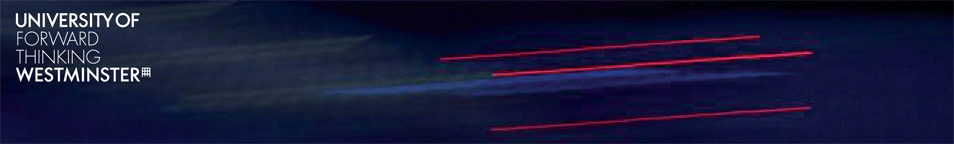 UNIVERSITY OF
FORWARD
THINKING
WESTMINSTER